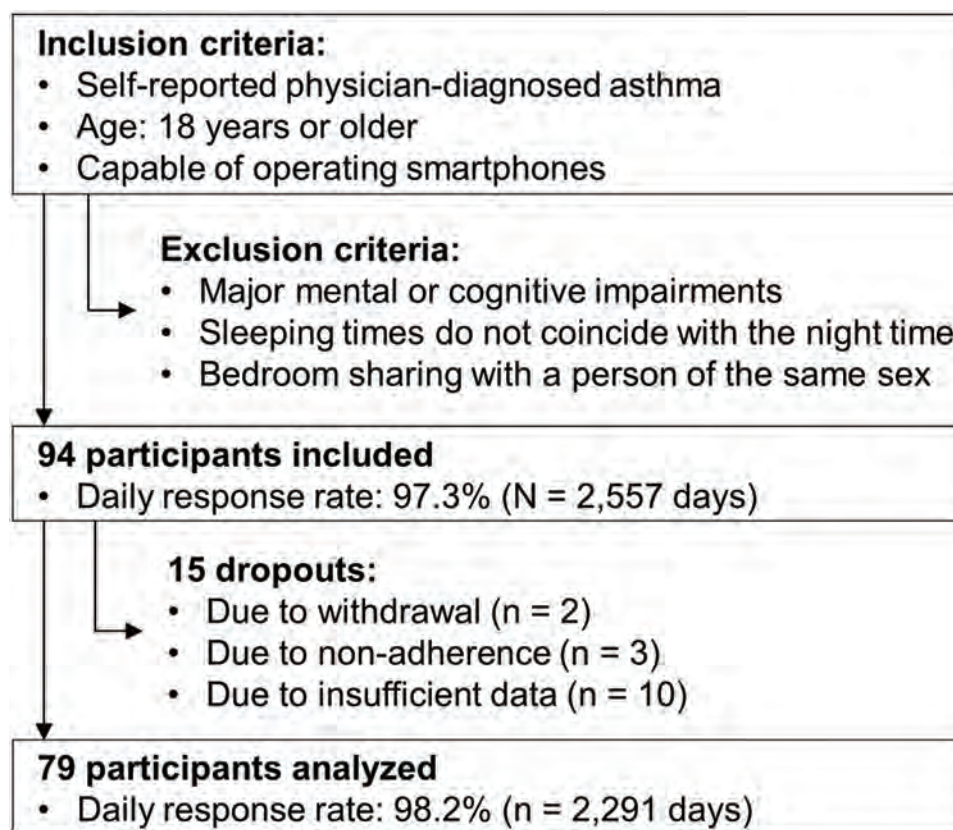 Inclusion criteria:
• Self-reported physician-diagnosed asthma
• Age: 18 years or older
• Capable of operating smartphones
Exclusion criteria:
• Major mental or cognitive impairments
• Sleeping times do not coincide with the night time
• Bedroom sharing with a person of the same sex
94 participants included
• Daily response rate: 97.3% (N = 2,557 days)
15 dropouts:
• Due to withdrawal (n = 2)
• Due to non-adherence (n = 3)
• Due to insufficient data (n = 10)
79 participants analyzed
• Daily response rate: 98.2% (n = 2,291 days)